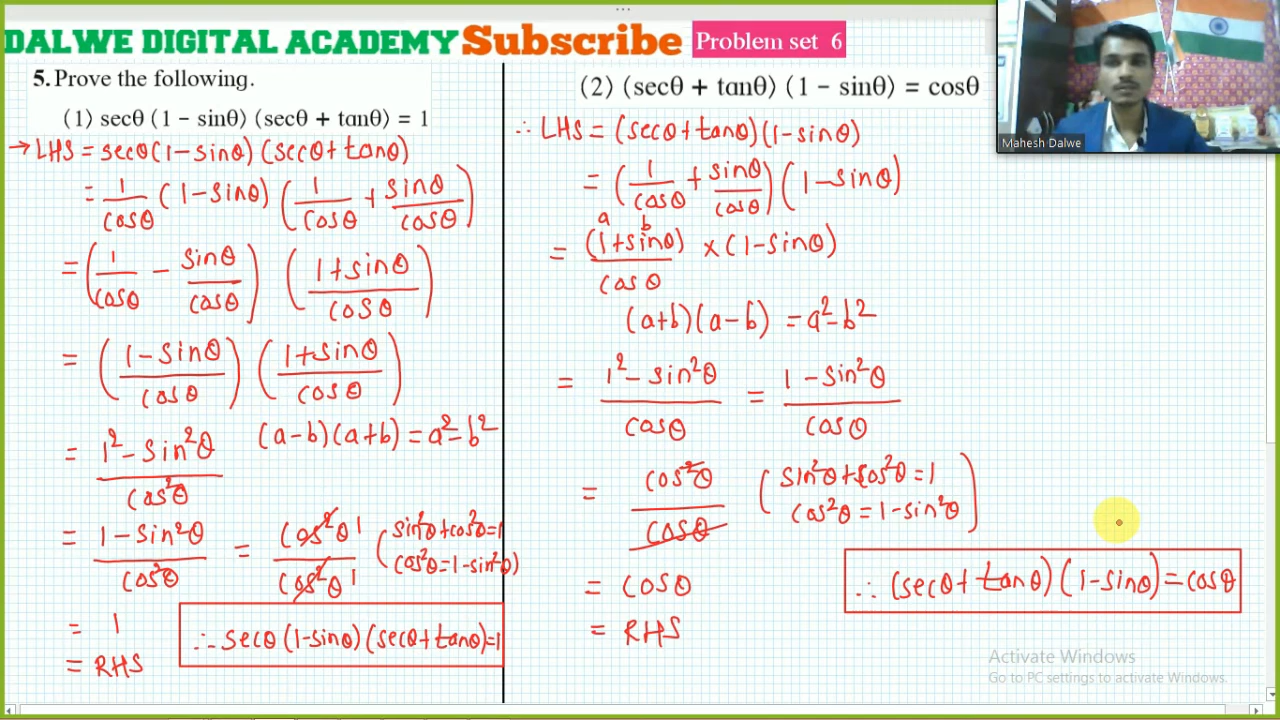 DALWE DIGITAL ACADEMY Subscribe Problem set 6
5. Prove the following.
(1) secθ (1 - sinθ) (secθ + tanθ) = 1
→ LHS = secθ(1-sinθ) (secθ + tanθ)
= 1/cosθ (1-sinθ) (1/cosθ + sinθ/cosθ)
= (1/cosθ - sinθ/cosθ) (1+sinθ/cosθ)
= (1-sinθ/cosθ) (1+sinθ/cosθ)
= 1²-sin²θ/cos²θ (a-b)(a+b) = a²-b²
= 1-sin²θ/cos²θ = cos²θ 1/cos²θ 1 (sin²θ+cos²θ=1
cos²θ=1-sin²θ)
= 1
= RHS
∴ secθ (1-sinθ) (secθ+tanθ)=1
(2) (secθ + tanθ) (1 - sinθ) = cosθ
∴ LHS = (secθ+tanθ)(1-sinθ)
= (1/cosθ + sinθ/cosθ) (1-sinθ)
a b
= (1+sinθ)/cosθ × (1-sinθ)
(a+b)(a-b) = a²-b²
= 1²-sin²θ/cosθ = 1-sin²θ/cosθ
= cos²θ/cosθ (sin²θ+cos²θ=1
cos²θ=1-sin²θ)
= cosθ
= RHS
∴ (secθ+tanθ)(1-sinθ)=cosθ
Mahesh Dalwe
Activate Windows
Go to PC settings to activate Windows.